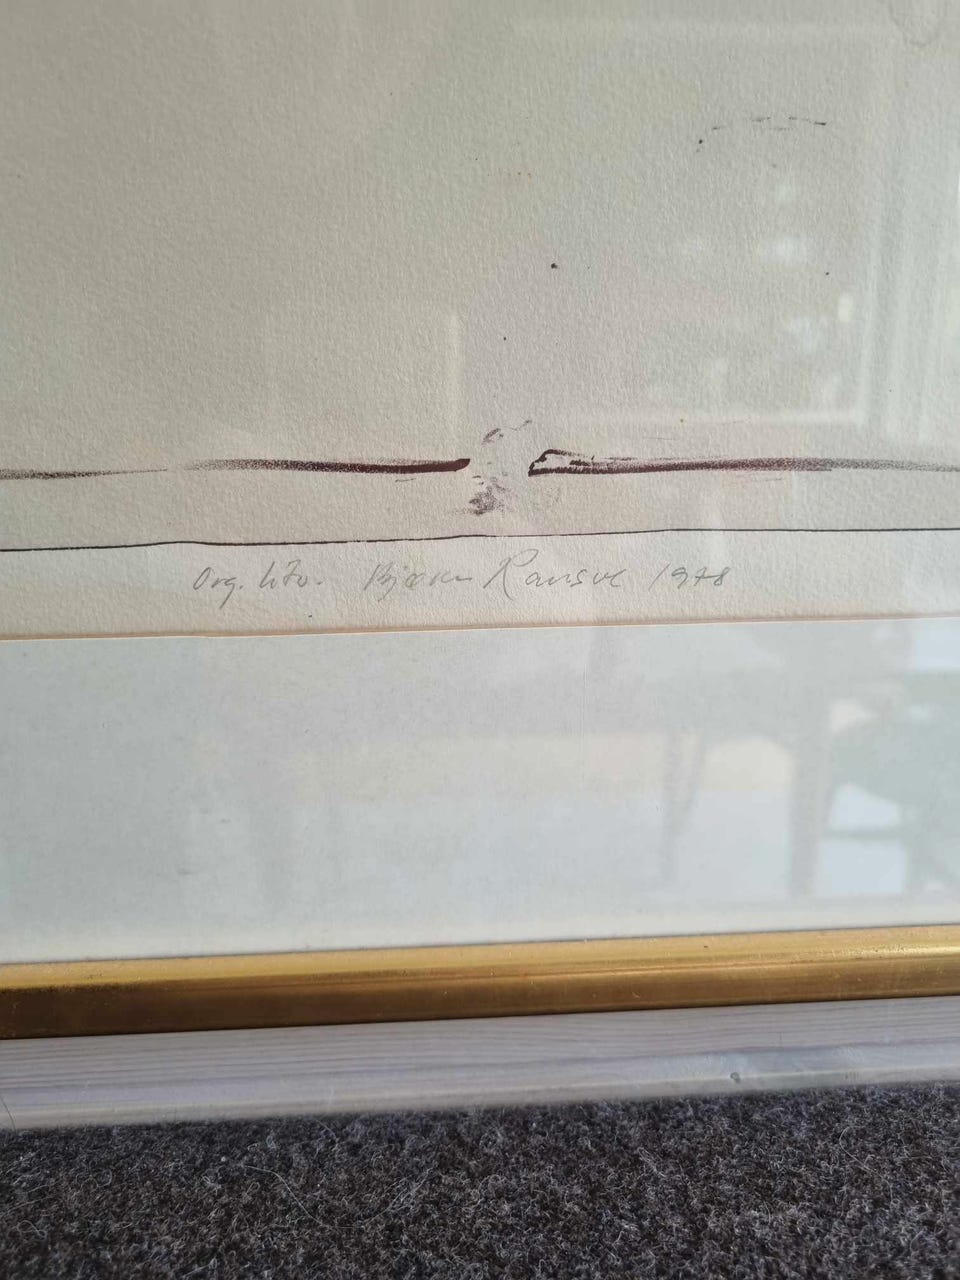 Org. lito. Bjørn Ransve 1978